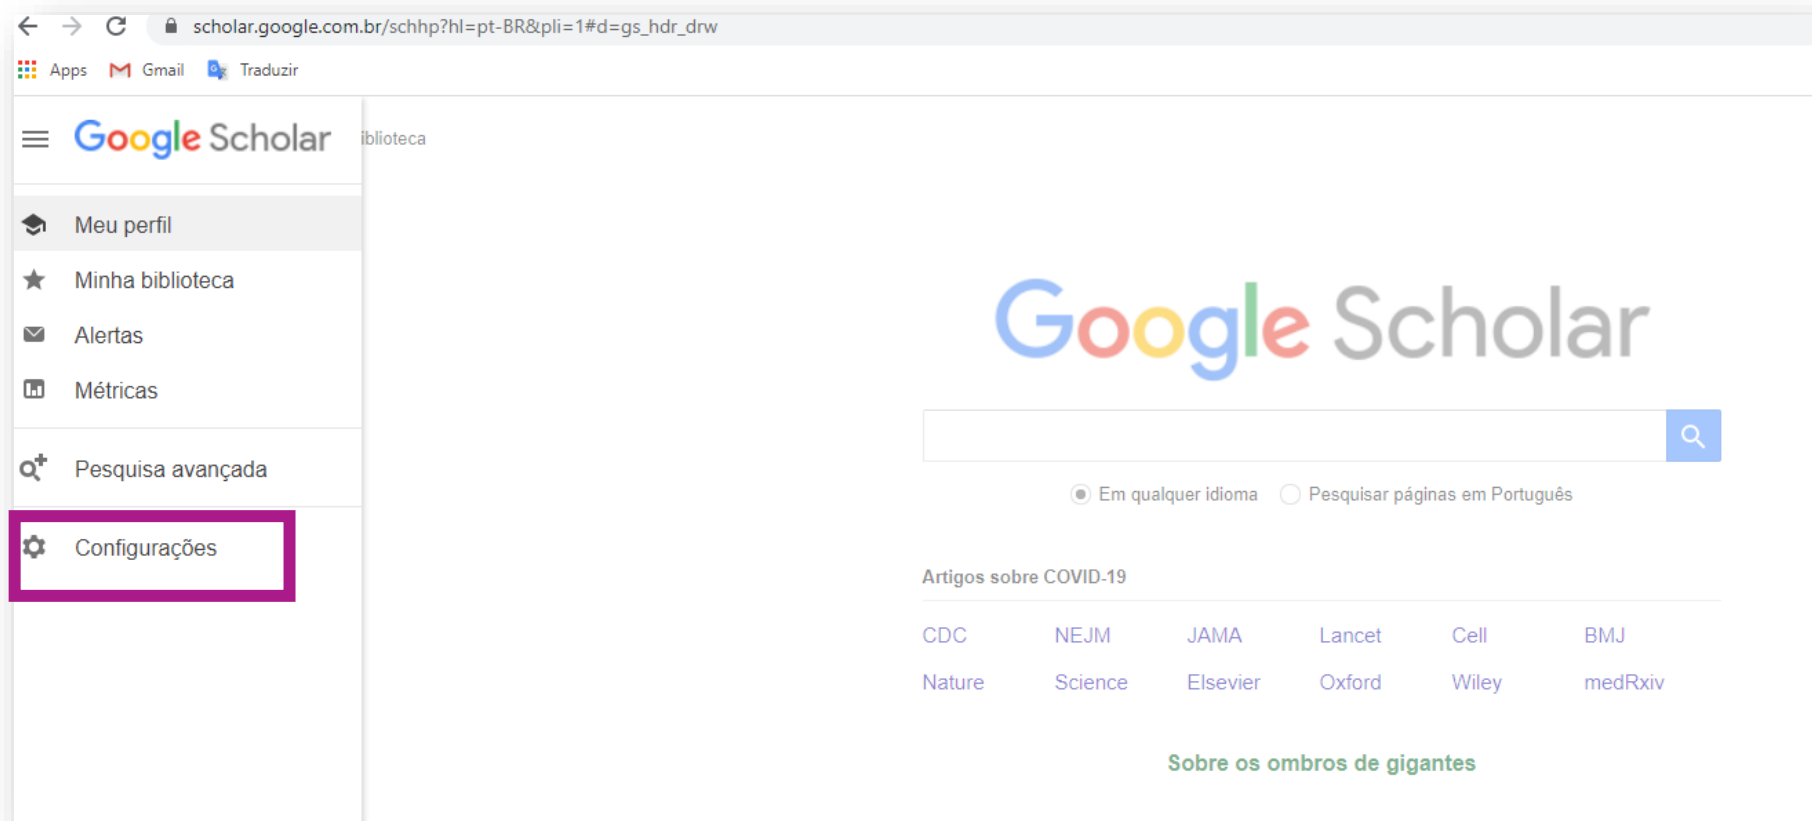 scholar.google.com.br/schhp?hl=pt-BR&pli=1#d=gs_hdr_drw
Apps Gmail Traduzir
Google Scholar iblioteca
Meu perfil
Minha biblioteca
Alertas
Métricas
Pesquisa avançada
Configurações
Google Scholar
Em qualquer idioma Pesquisar páginas em Português
Artigos sobre COVID-19
CDC NEJM JAMA Lancet Cell BMJ
Nature Science Elsevier Oxford Wiley medRxiv
Sobre os ombros de gigantes